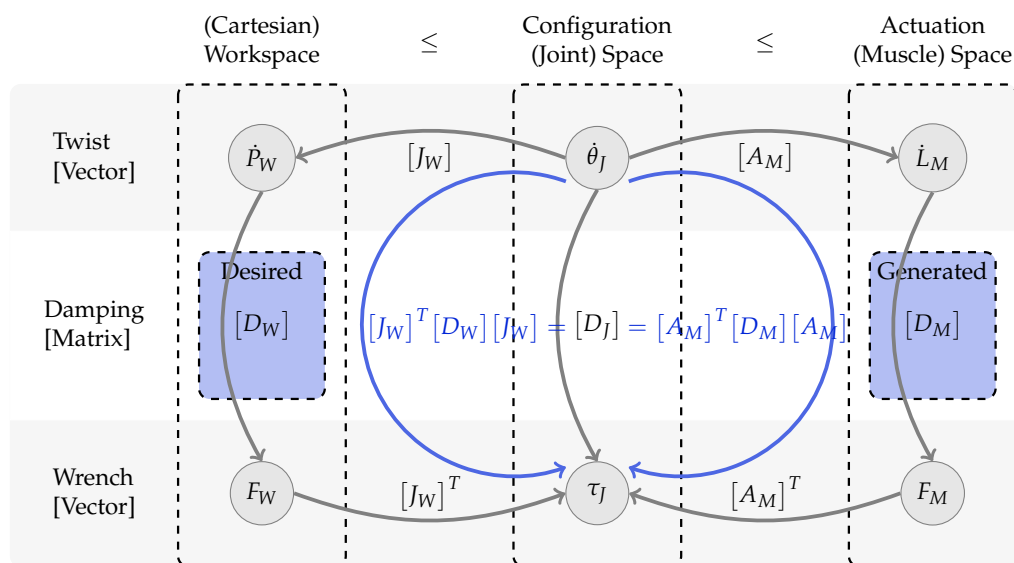 (Cartesian)
Workspace
≤
Configuration
(Joint) Space
≤
Actuation
(Muscle) Space
Twist
[Vector]
Ṗ_W
[J_W]
θ̇_J
[A_M]
L̇_M
Damping
[Matrix]
Desired
[D_W]
[J_W]^T [D_W] [J_W] = [D_J] = [A_M]^T [D_M] [A_M]
Generated
[D_M]
Wrench
[Vector]
F_W
[J_W]^T
τ_J
[A_M]^T
F_M